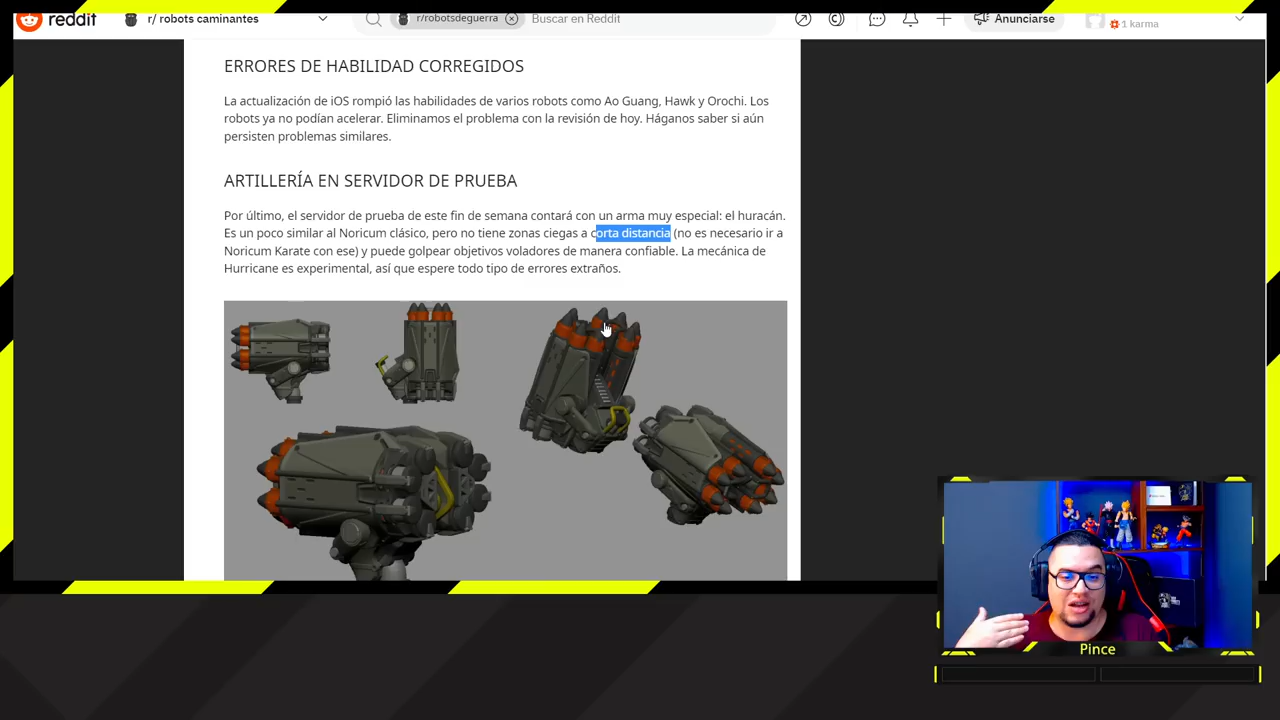 reddit
r/ robots caminantes
r/robotsdeguerra
Buscar en Reddit
Anunciarse
1 karma
ERRORES DE HABILIDAD CORREGIDOS
La actualización de iOS rompió las habilidades de varios robots como Ao Guang, Hawk y Orochi. Los
robots ya no podían acelerar. Eliminamos el problema con la revisión de hoy. Háganos saber si aún
persisten problemas similares.
ARTILLERÍA EN SERVIDOR DE PRUEBA
Por último, el servidor de prueba de este fin de semana contará con un arma muy especial: el huracán.
Es un poco similar al Noricum clásico, pero no tiene zonas ciegas a corta distancia (no es necesario ir a
Noricum Karate con ese) y puede golpear objetivos voladores de manera confiable. La mecánica de
Hurricane es experimental, así que espere todo tipo de errores extraños.
Pince